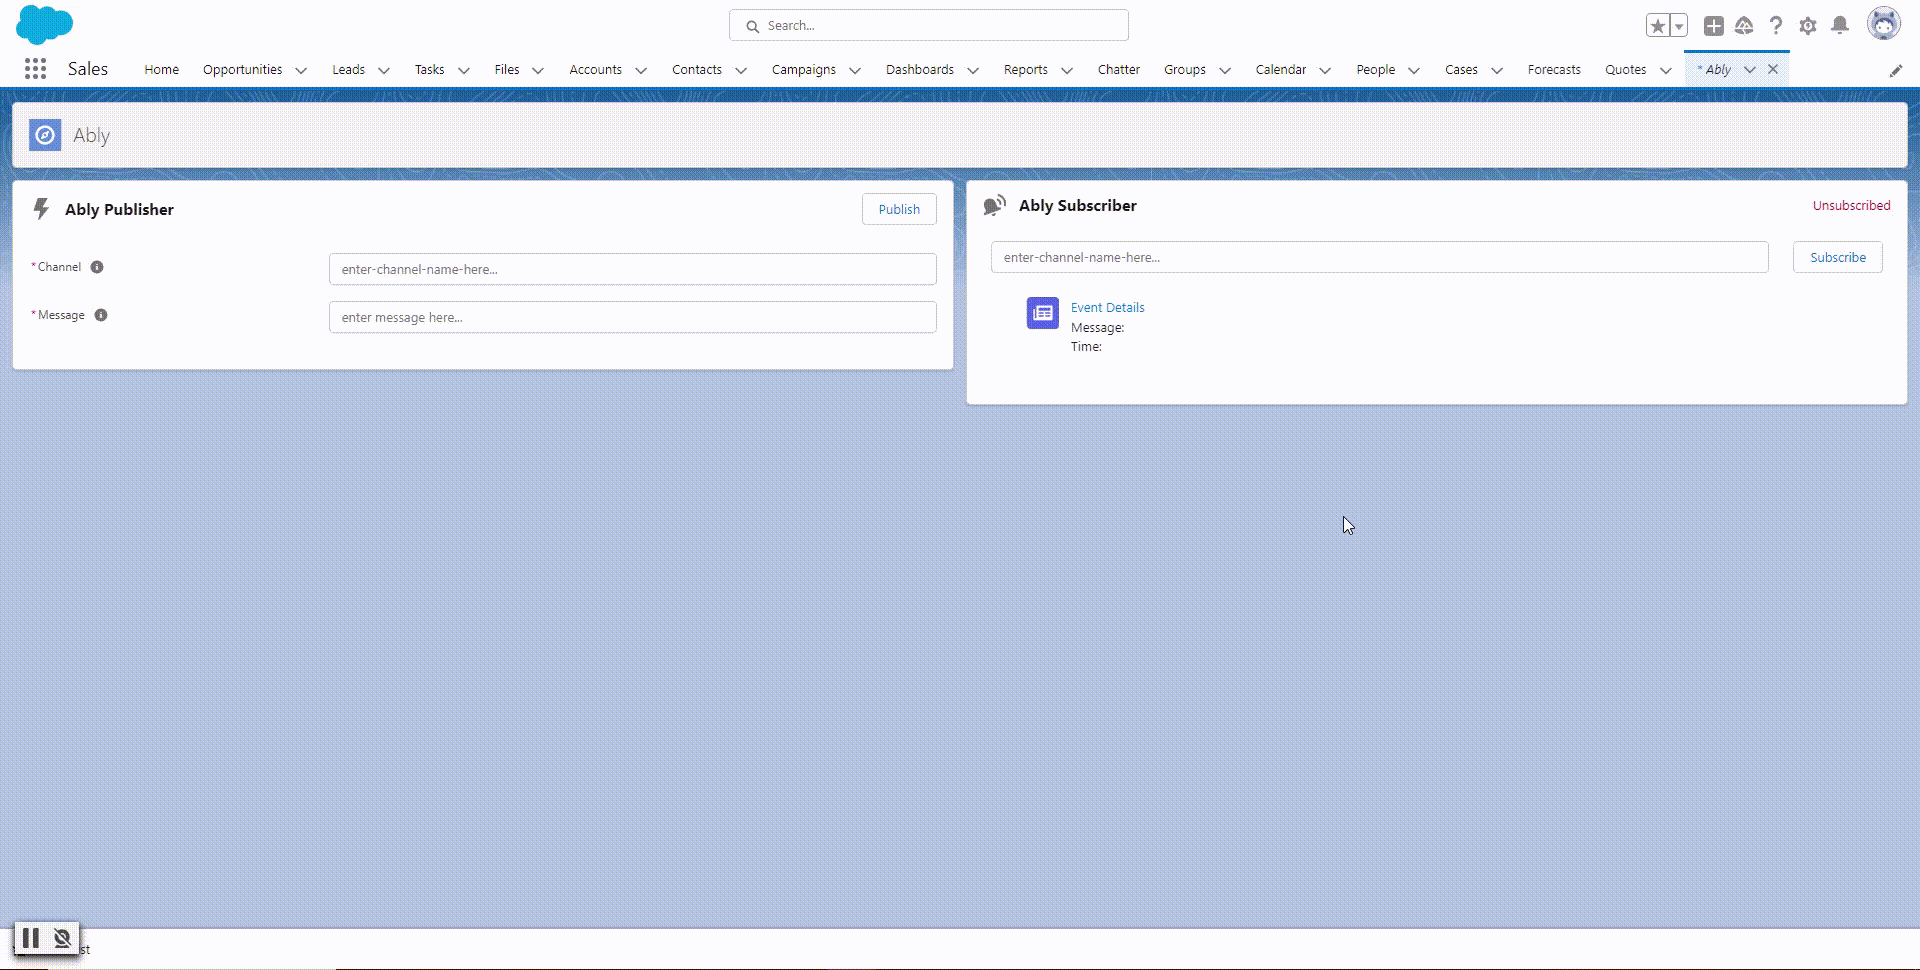 Search...
Sales Home Opportunities Leads Tasks Files Accounts Contacts Campaigns Dashboards Reports Chatter Groups Calendar People Cases Forecasts Quotes * Ably
Ably
Ably Publisher
Publish
* Channel
enter-channel-name-here...
* Message
enter message here...
Ably Subscriber
Unsubscribed
enter-channel-name-here...
Subscribe
Event Details
Message:
Time: